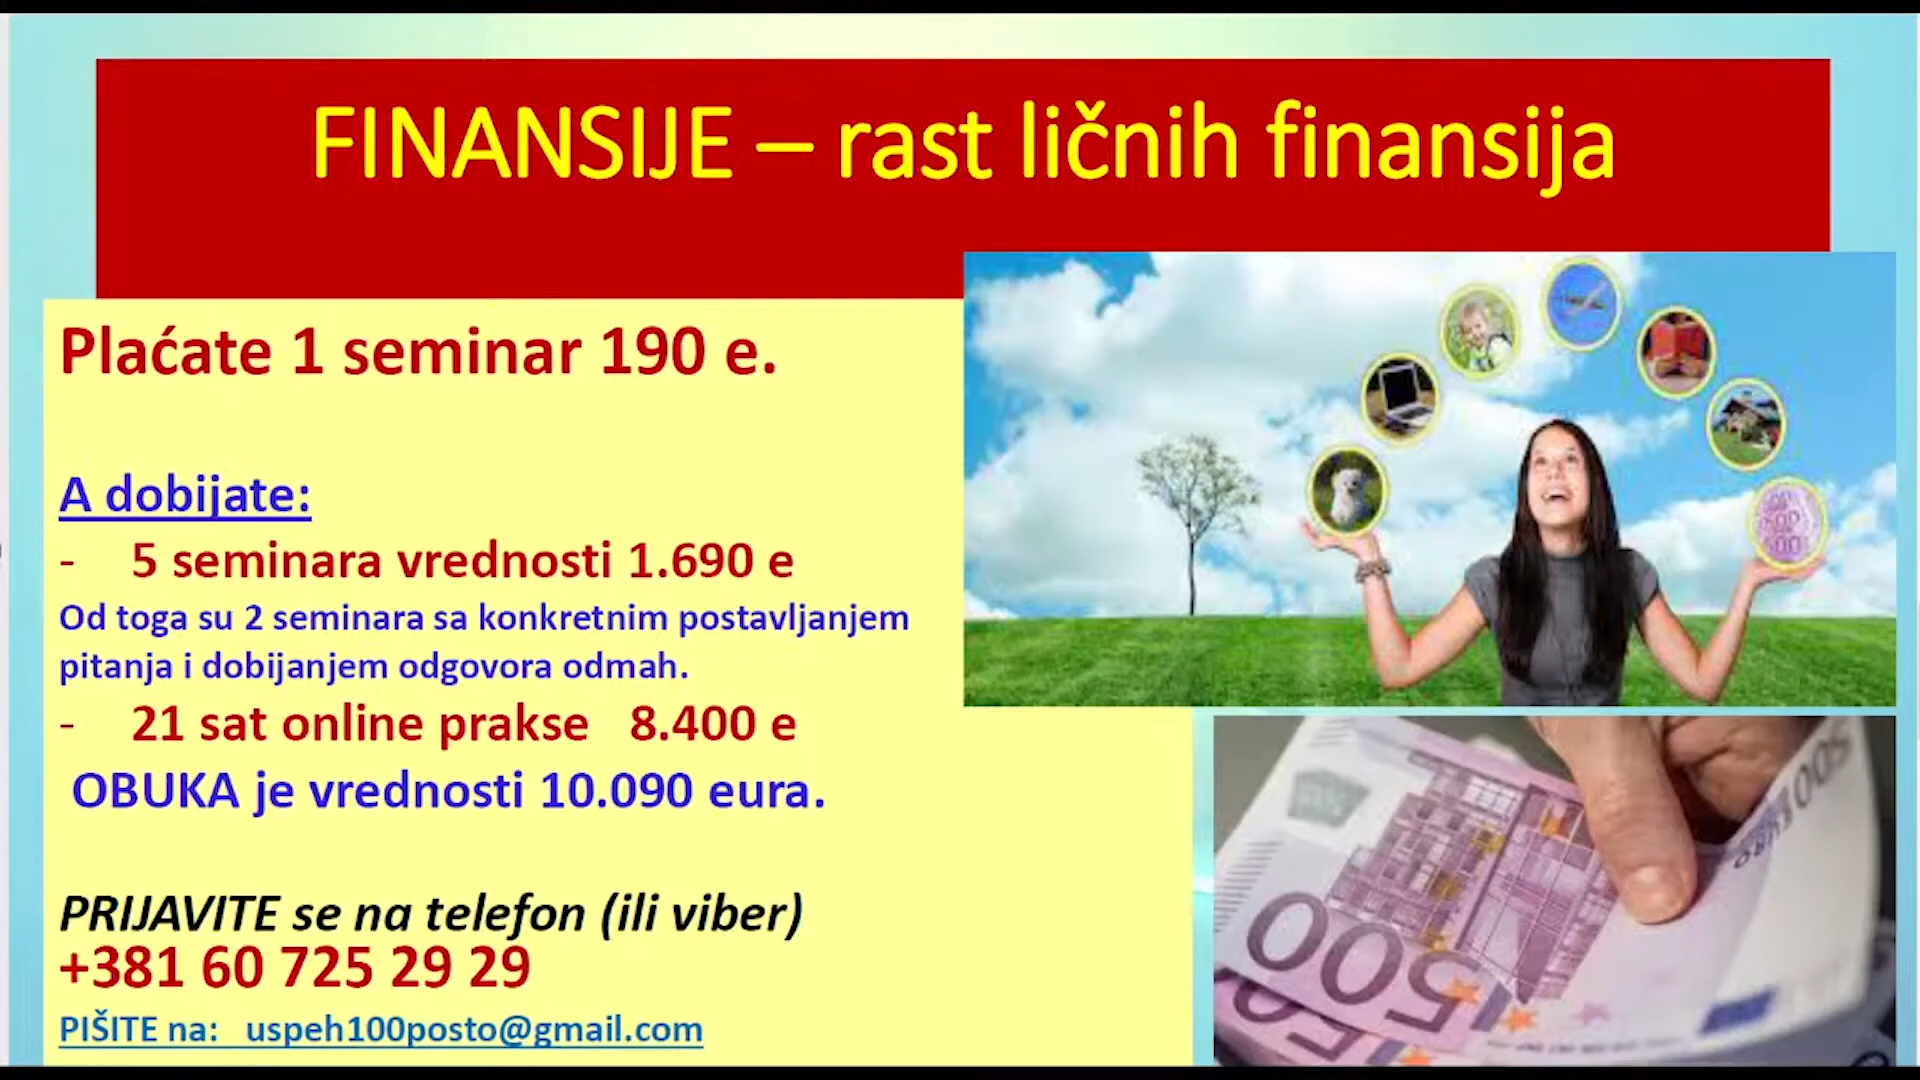 FINANSIJE – rast ličnih finansija
Plaćate 1 seminar 190 e.
A dobijate:
- 5 seminara vrednosti 1.690 e
Od toga su 2 seminara sa konkretnim postavljanjem
pitanja i dobijanjem odgovora odmah.
- 21 sat online prakse 8.400 e
OBUKA je vrednosti 10.090 eura.
PRIJAVITE se na telefon (ili viber)
+381 60 725 29 29
PIŠITE na: uspeh100posto@gmail.com
500